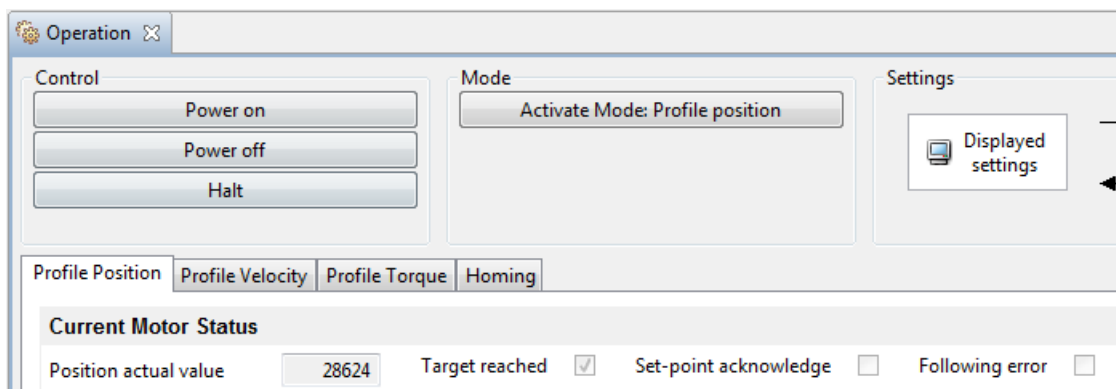 Operation
Control
Mode
Settings
Power on
Activate Mode: Profile position
Power off
Displayed
settings
Halt
Profile Position
Profile Velocity
Profile Torque
Homing
Current Motor Status
Position actual value
28624
Target reached
Set-point acknowledge
Following error